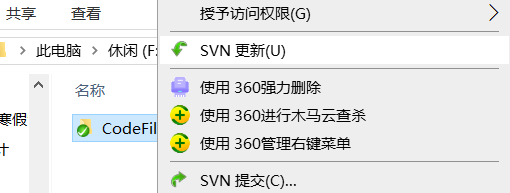 共享 查看
此电脑 休闲 (F:
名称
寒假
计
CodeFil
授予访问权限(G)
SVN 更新(U)
使用 360强力删除
使用 360进行木马云查杀
使用 360管理右键菜单
SVN 提交(C)...